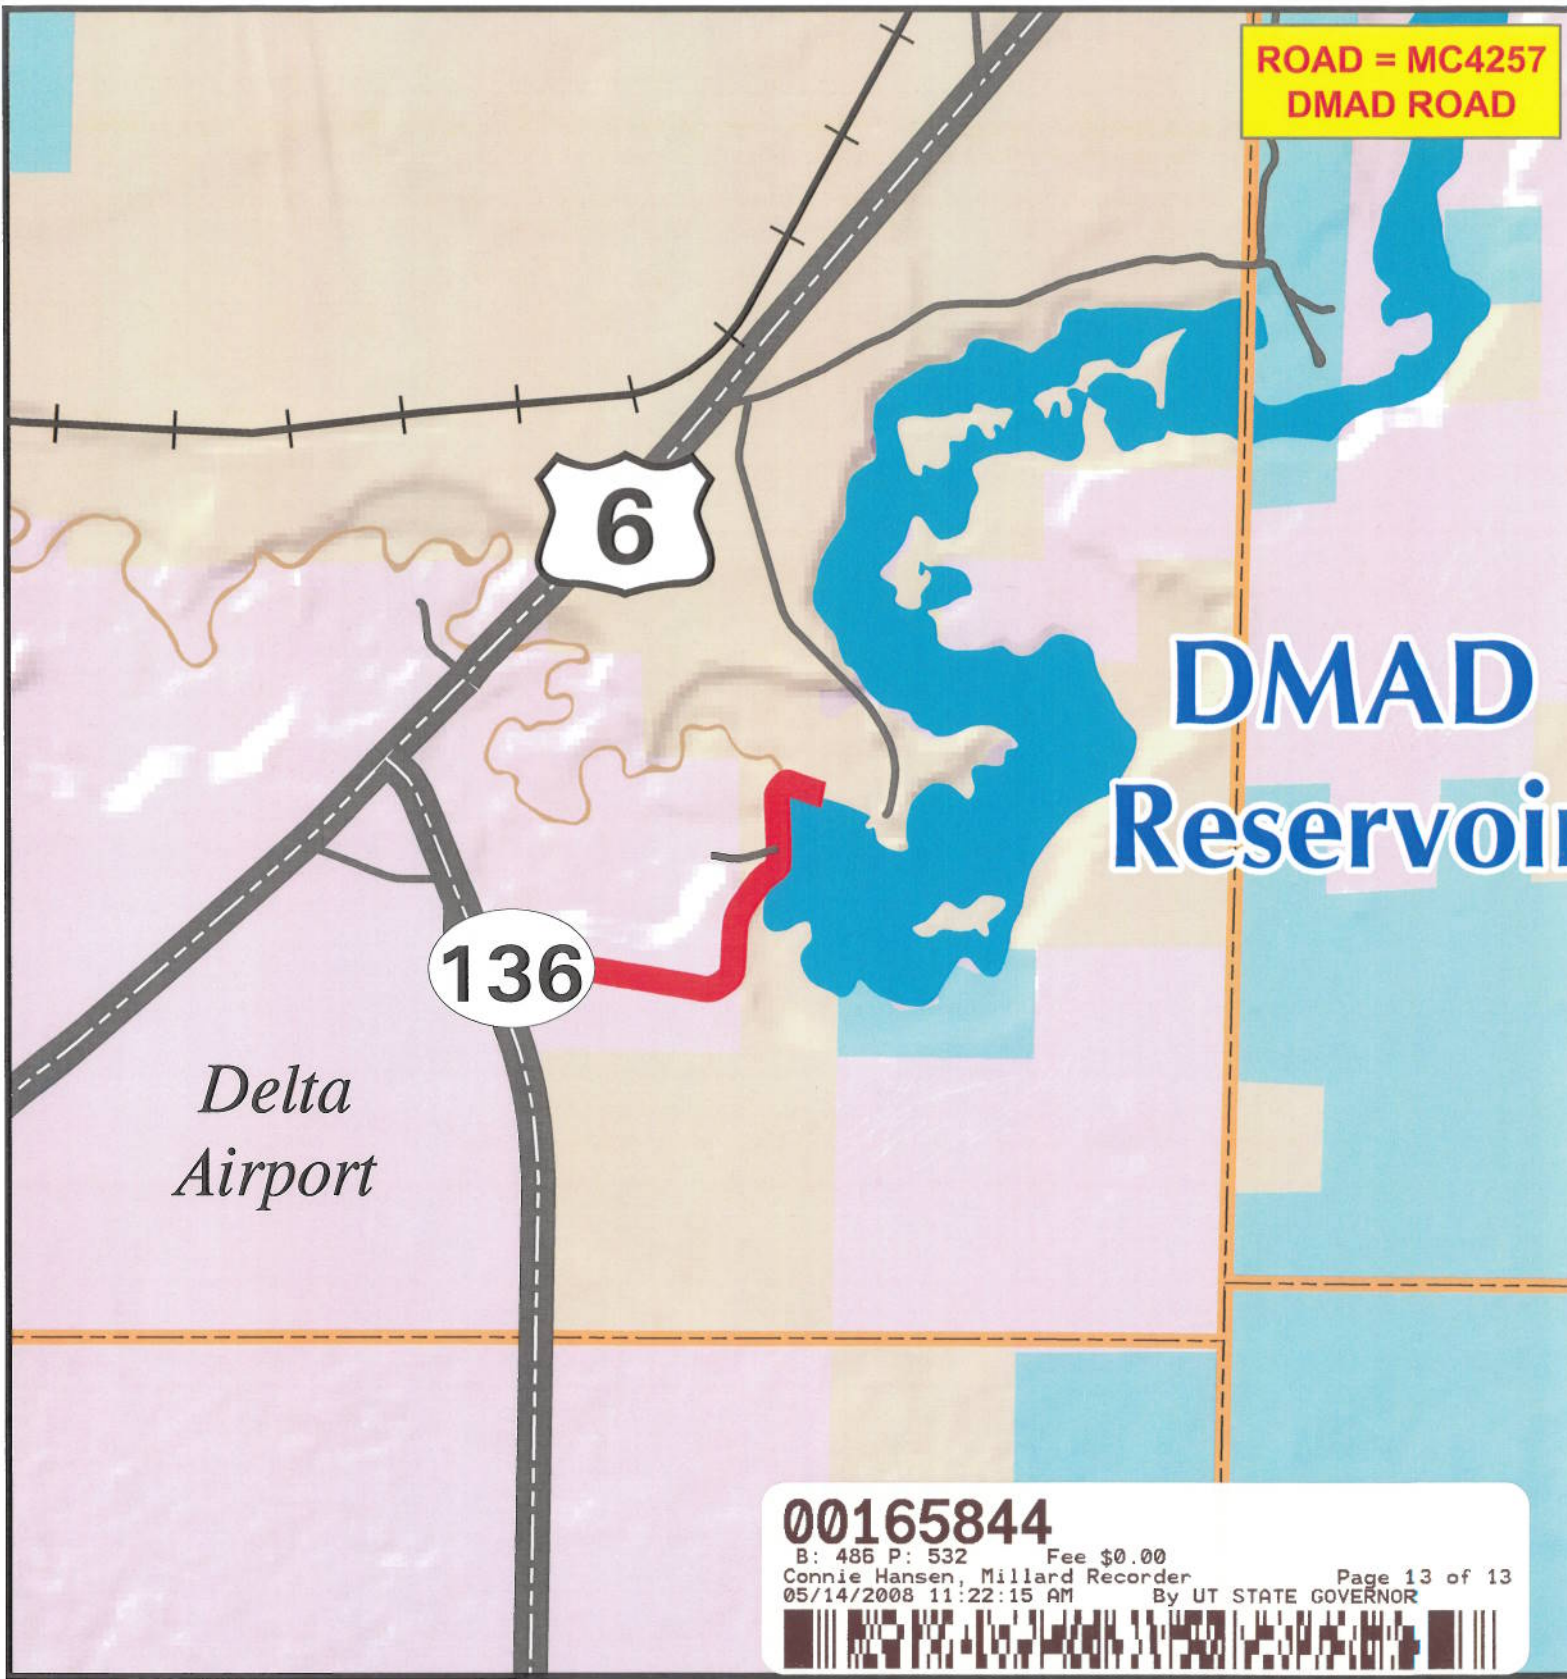 ROAD = MC4257
DMAD ROAD
6
DMAD
Reservoir
136
Delta
Airport
00165844
B: 486 P: 532 Fee $0.00
Connie Hansen, Millard Recorder Page 13 of 13
05/14/2008 11:22:15 AM By UT STATE GOVERNOR